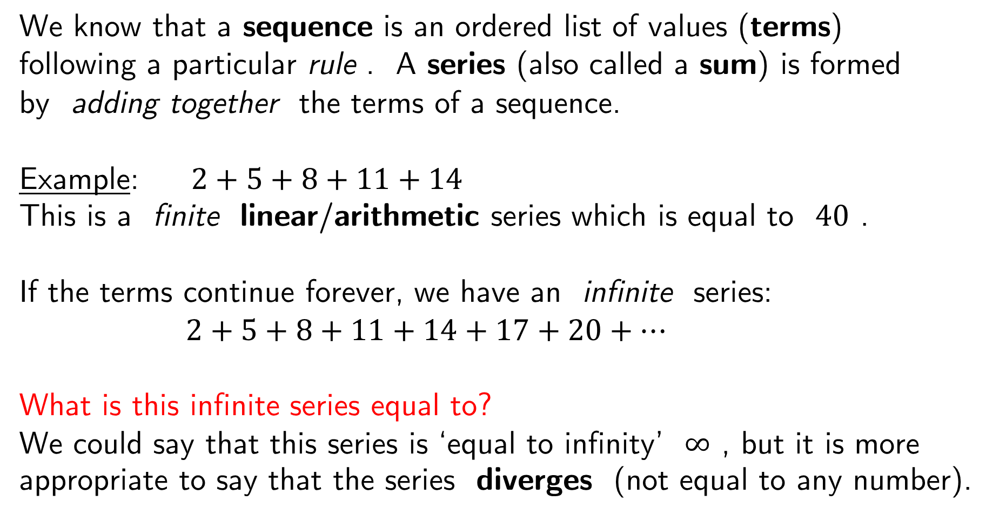 We know that a sequence is an ordered list of values (terms)
following a particular rule . A series (also called a sum) is formed
by adding together the terms of a sequence.
Example: 2 + 5 + 8 + 11 + 14
This is a finite linear/arithmetic series which is equal to 40 .
If the terms continue forever, we have an infinite series:
2 + 5 + 8 + 11 + 14 + 17 + 20 + ⋯
What is this infinite series equal to?
We could say that this series is ‘equal to infinity’ ∞ , but it is more
appropriate to say that the series diverges (not equal to any number).